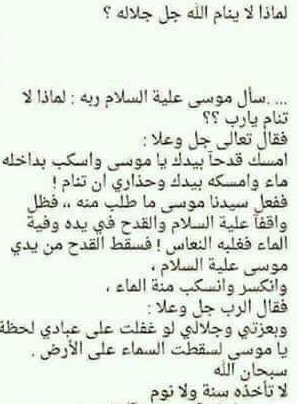 لماذا لا ينام الله جل جلاله ؟
... .سأل موسى علية السلام ربه : لماذا لا
تنام يارب ؟؟
فقال تعالى جل وعلا :
امسك قدحاً بيدك يا موسى واسكب بداخله
ماء وامسكه بيدك وحذاري ان تنام !
ففعل سيدنا موسى ما طلب منه ،، فظل
واقفاً علية السلام والقدح في يده وفية
الماء فغلبه النعاس ! فسقط القدح من يدي
موسى علية السلام ،
وانكسر وانسكب منة الماء ،
فقال الرب جل وعلا :
وبعزتي وجلالي لو غفلت على عبادي لحظة
يا موسى لسقطت السماء على الأرض .
سبحان الله
لا تأخذه سنة ولا نوم